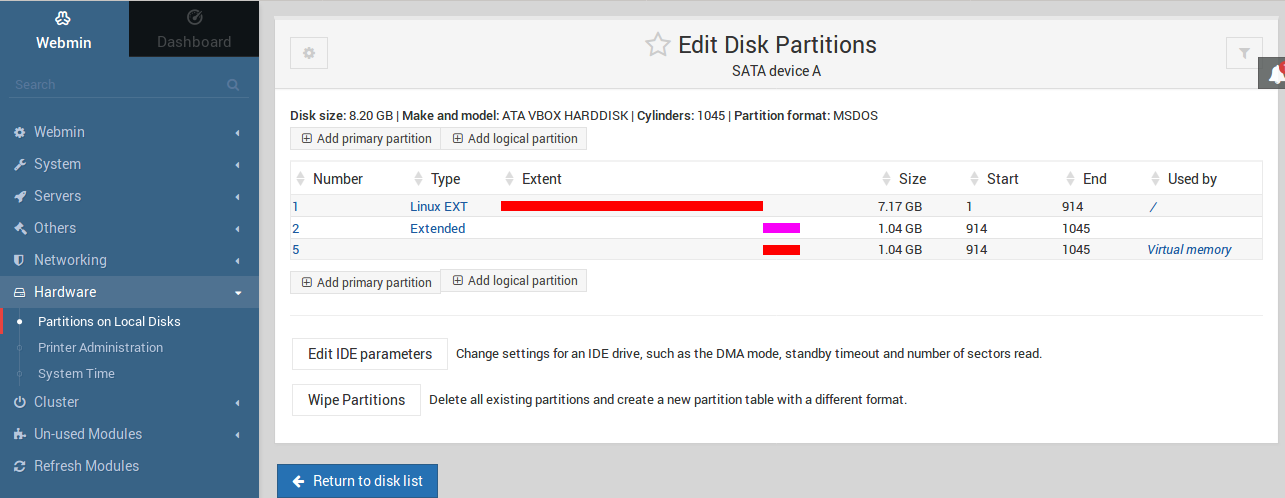 Webmin
Dashboard
Search
Webmin
System
Servers
Others
Networking
Hardware
Partitions on Local Disks
Printer Administration
System Time
Cluster
Un-used Modules
Refresh Modules
Edit Disk Partitions
SATA device A
Disk size: 8.20 GB | Make and model: ATA VBOX HARDDISK | Cylinders: 1045 | Partition format: MSDOS
Add primary partition Add logical partition
Number Type Extent Size Start End Used by
1 Linux EXT 7.17 GB 1 914 /
2 Extended 1.04 GB 914 1045
5 1.04 GB 914 1045 Virtual memory
Add primary partition Add logical partition
Edit IDE parameters Change settings for an IDE drive, such as the DMA mode, standby timeout and number of sectors read.
Wipe Partitions Delete all existing partitions and create a new partition table with a different format.
Return to disk list